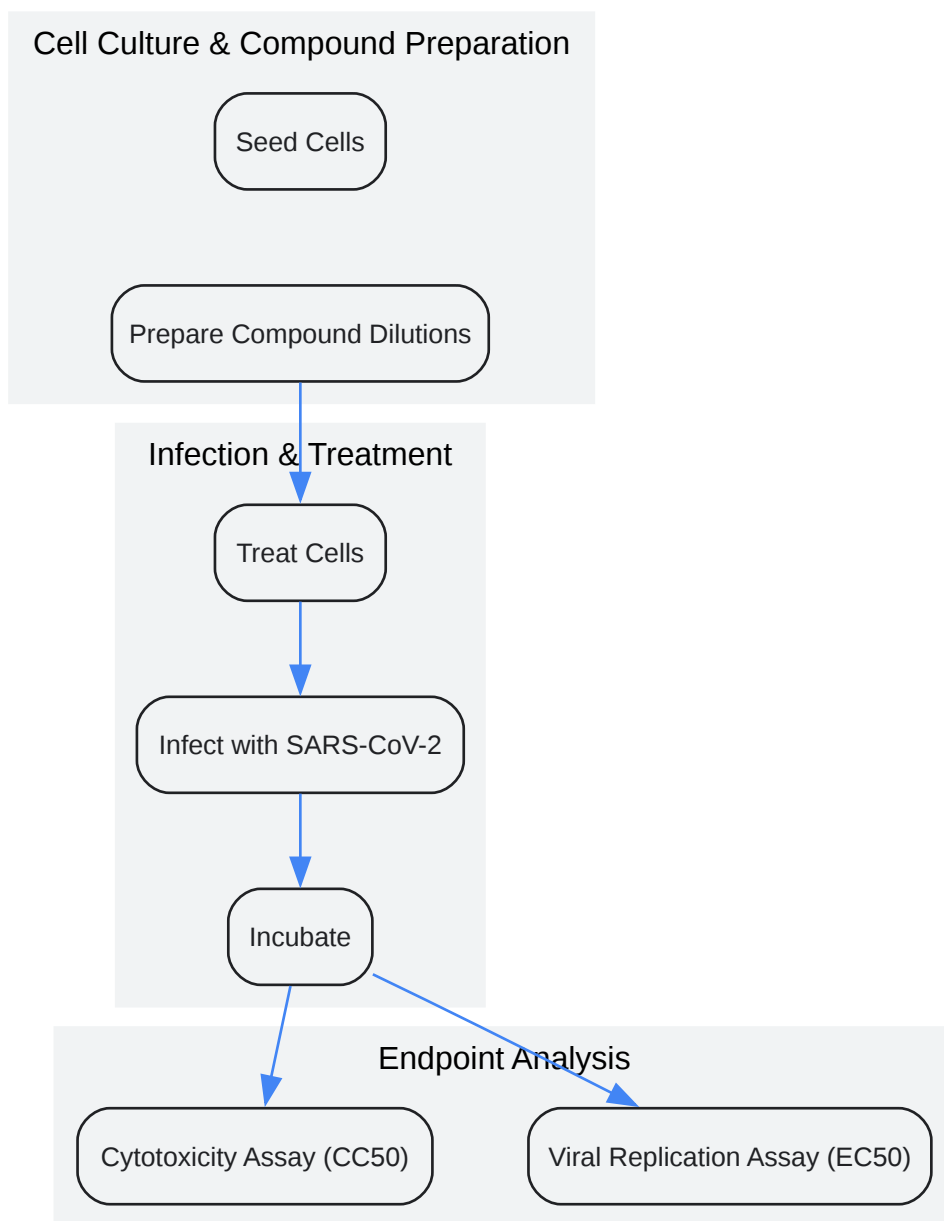 Cell Culture & Compound Preparation
Seed Cells
Prepare Compound Dilutions
Infection & Treatment
Treat Cells
Infect with SARS-CoV-2
Incubate
Endpoint Analysis
Cytotoxicity Assay (CC50)
Viral Replication Assay (EC50)